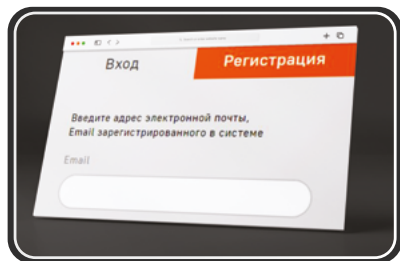 Вход
Регистрация
Введите адрес электронной почты,
Email зарегистрированного в системе
Email